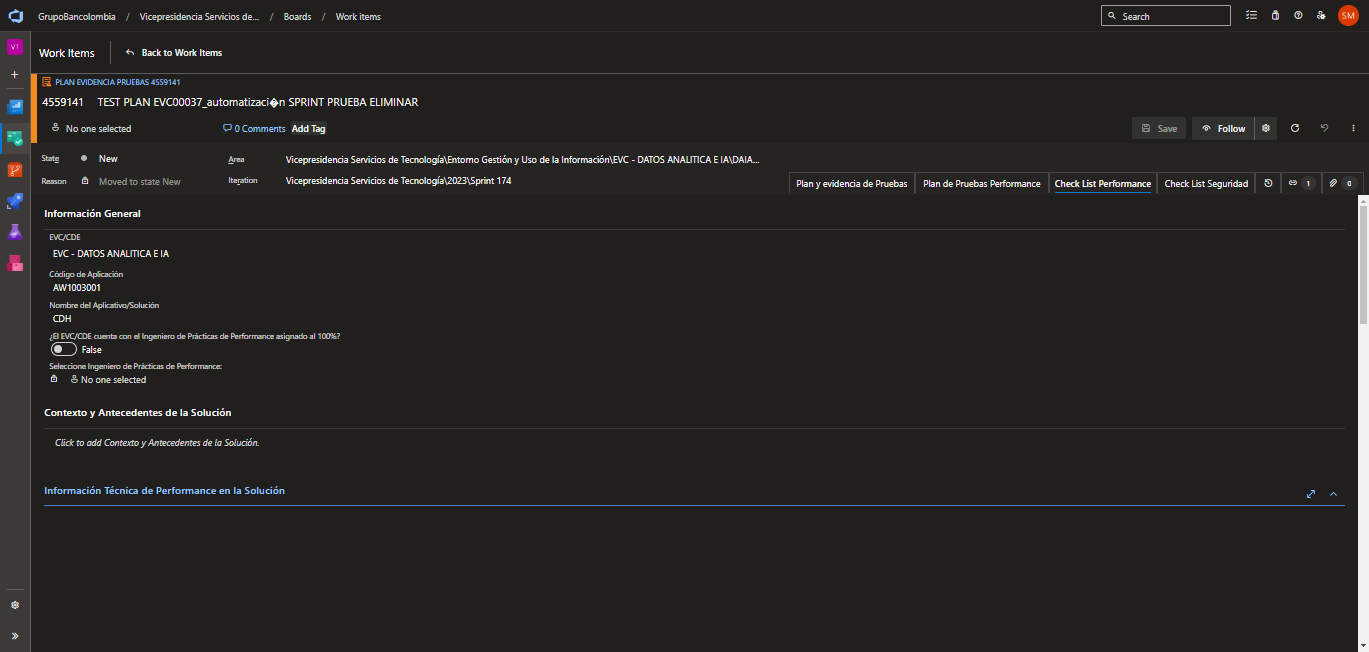 GrupoBancolombia / Vicepresidencia Servicios de... / Boards / Work items
Search
SM
VT
Work Items
Back to Work Items
PLAN EVIDENCIA PRUEBAS 4559141
4559141 TEST PLAN EVC00037_automatizaci�n SPRINT PRUEBA ELIMINAR
No one selected
0 Comments
Add Tag
Save
Follow
State New
Area Vicepresidencia Servicios de Tecnología\Entorno Gestión y Uso de la Información\EVC - DATOS ANALITICA E IA\DAIA...
Reason Moved to state New
Iteration Vicepresidencia Servicios de Tecnología\2023\Sprint 174
Plan y evidencia de Pruebas
Plan de Pruebas Performance
Check List Performance
Check List Seguridad
1
0
Información General
EVC/CDE
EVC - DATOS ANALITICA E IA
Código de Aplicación
AW1003001
Nombre del Aplicativo/Solución
CDH
¿El EVC/CDE cuenta con el Ingeniero de Prácticas de Performance asignado al 100%?
False
Seleccione Ingeniero de Prácticas de Performance:
No one selected
Contexto y Antecedentes de la Solución
Click to add Contexto y Antecedentes de la Solución.
Información Técnica de Performance en la Solución